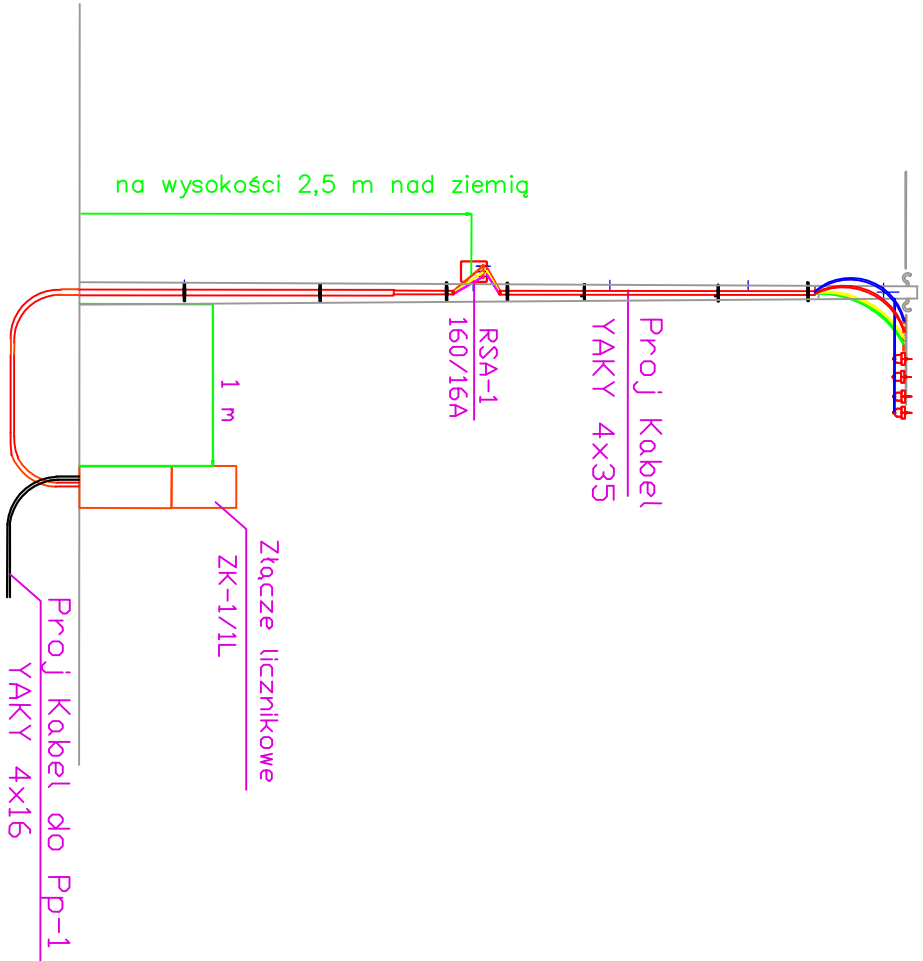 na wysokości 2,5 m nad ziemią
RSA-1
160/16A
Proj Kabel
YAKY 4x35
1 m
Złącze licznikowe
ZK-1/1L
Proj Kabel do Pp-1
YAKY 4x16